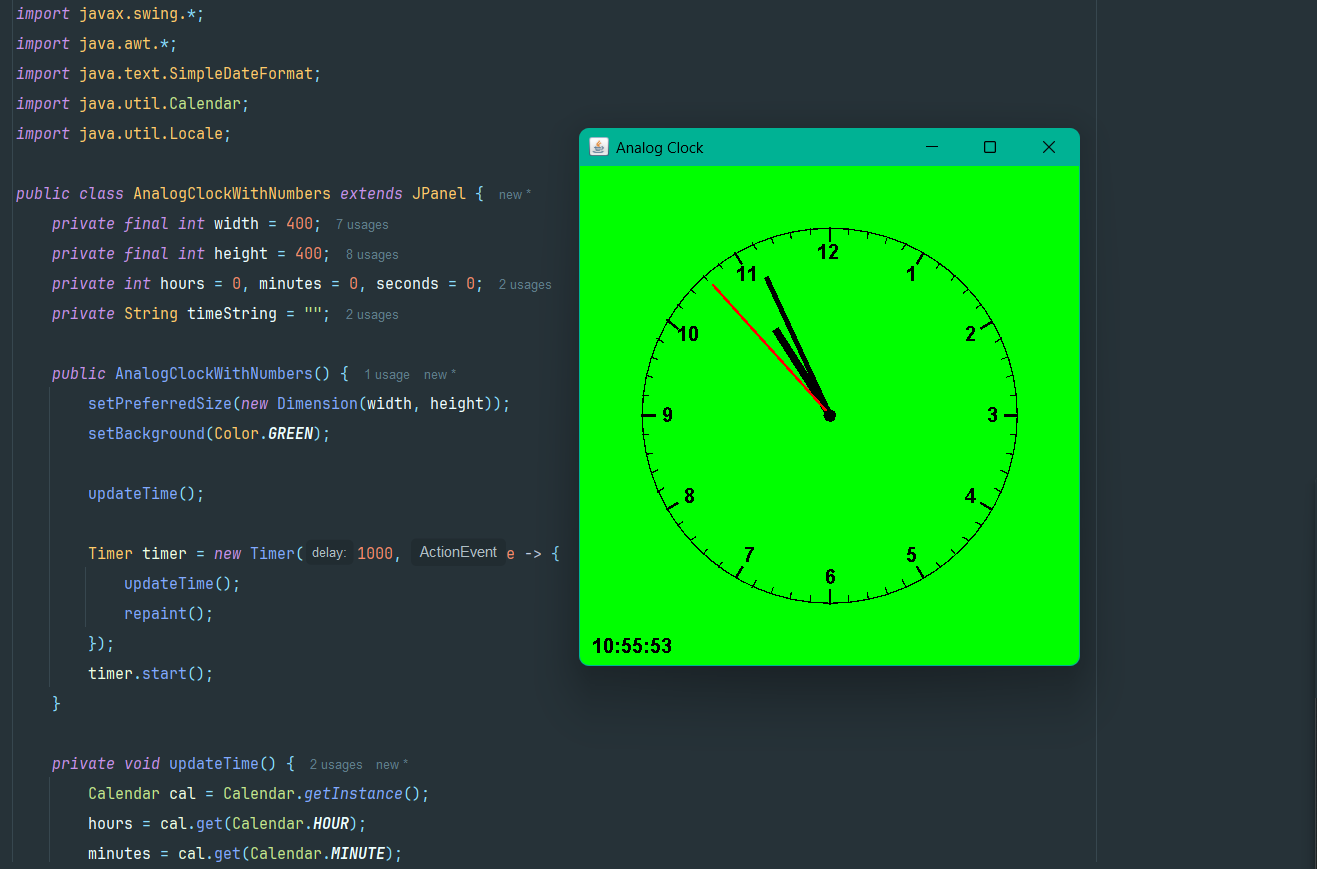 import javax.swing.*;
import java.awt.*;
import java.text.SimpleDateFormat;
import java.util.Calendar;
import java.util.Locale;
public class AnalogClockWithNumbers extends JPanel { new *
private final int width = 400; 7 usages
private final int height = 400; 8 usages
private int hours = 0, minutes = 0, seconds = 0; 2 usages
private String timeString = ""; 2 usages
public AnalogClockWithNumbers() { 1 usage new *
setPreferredSize(new Dimension(width, height));
setBackground(Color.GREEN);
updateTime();
Timer timer = new Timer( delay: 1000, ActionEvent e -> {
updateTime();
repaint();
});
timer.start();
}
private void updateTime() { 2 usages new *
Calendar cal = Calendar.getInstance();
hours = cal.get(Calendar.HOUR);
minutes = cal.get(Calendar.MINUTE);
Analog Clock
12
1
2
3
4
5
6
7
8
9
10
11
10:55:53